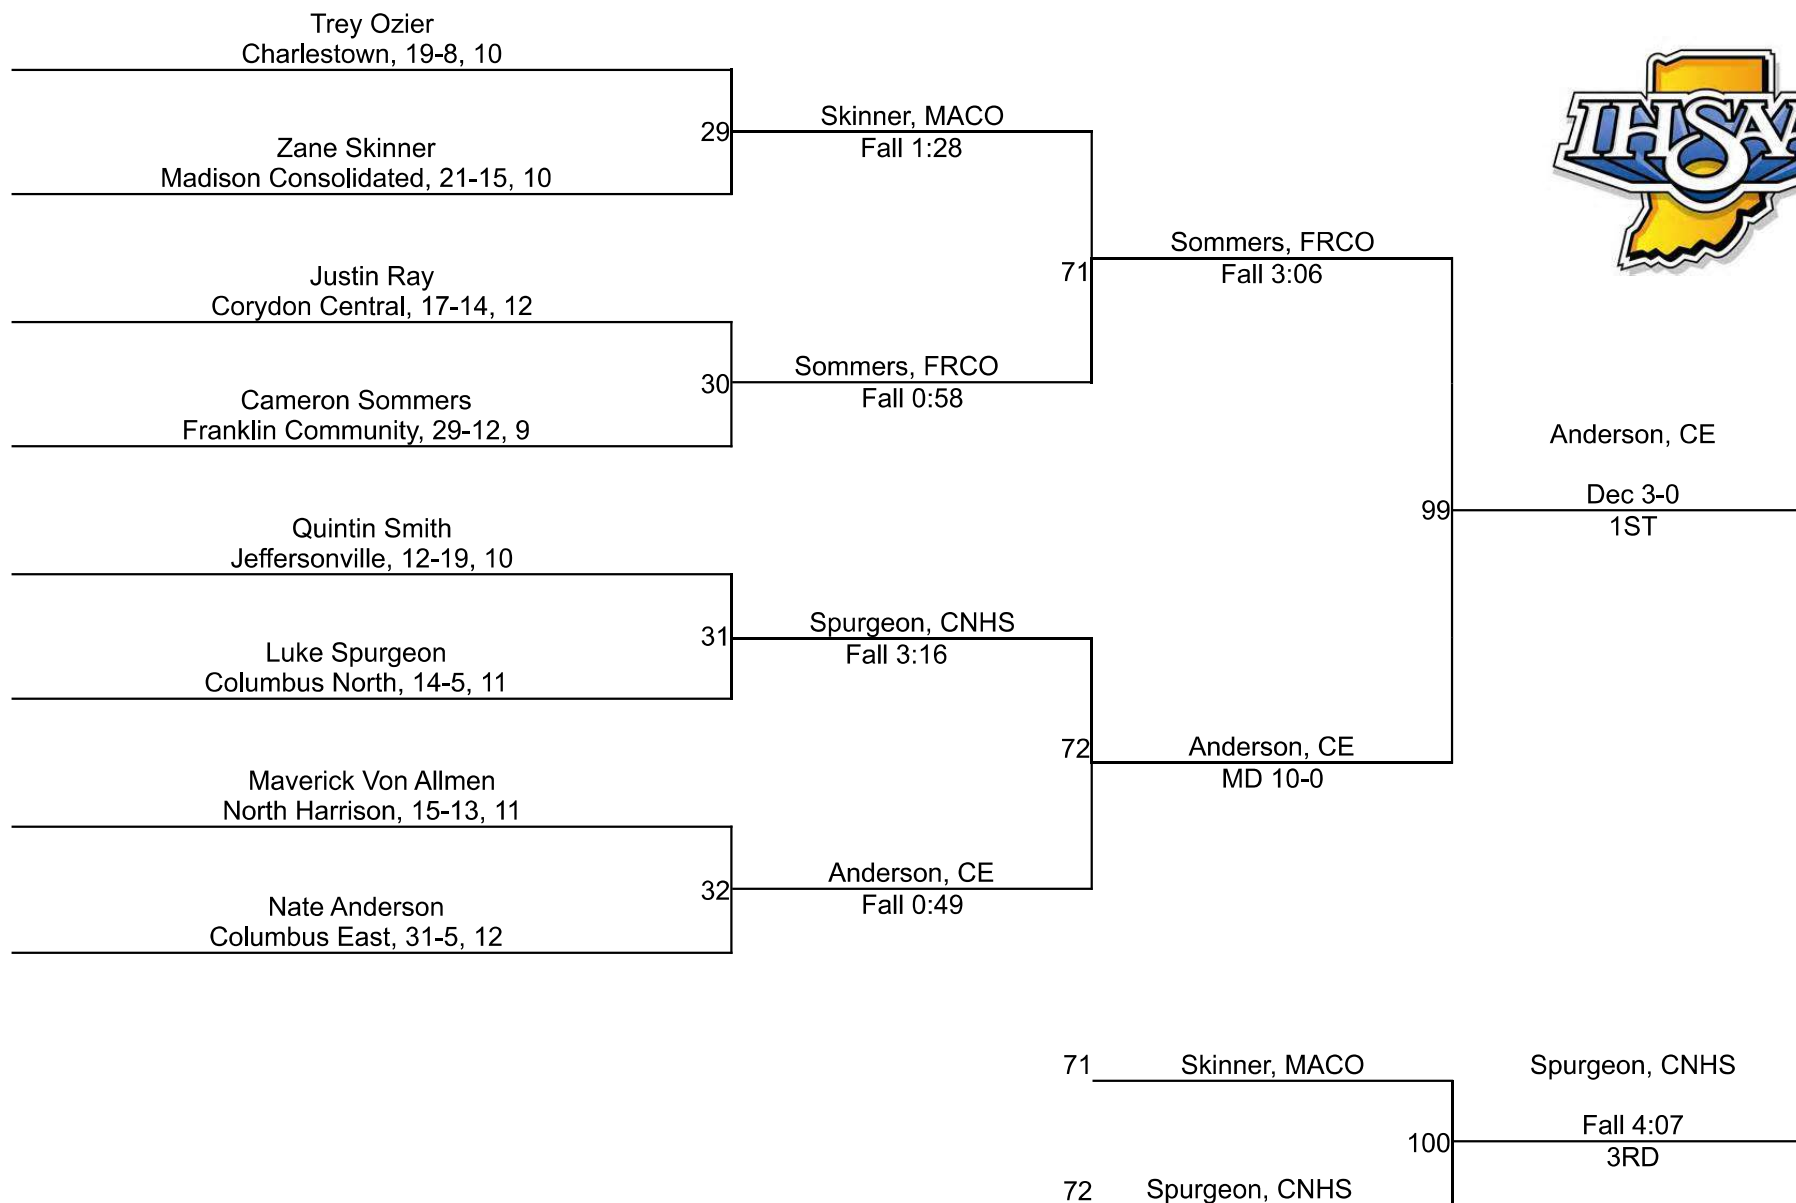 Trey Ozier
Charlestown, 19-8, 10
29
Skinner, MACO
Fall 1:28
Zane Skinner
Madison Consolidated, 21-15, 10
IHSAA
71
Sommers, FRCO
Fall 3:06
Justin Ray
Corydon Central, 17-14, 12
30
Sommers, FRCO
Fall 0:58
Cameron Sommers
Franklin Community, 29-12, 9
99
Anderson, CE
Dec 3-0
1ST
Quintin Smith
Jeffersonville, 12-19, 10
31
Spurgeon, CNHS
Fall 3:16
Luke Spurgeon
Columbus North, 14-5, 11
72
Anderson, CE
MD 10-0
Maverick Von Allmen
North Harrison, 15-13, 11
32
Anderson, CE
Fall 0:49
Nate Anderson
Columbus East, 31-5, 12
71
Skinner, MACO
Spurgeon, CNHS
100
Fall 4:07
3RD
72
Spurgeon, CNHS